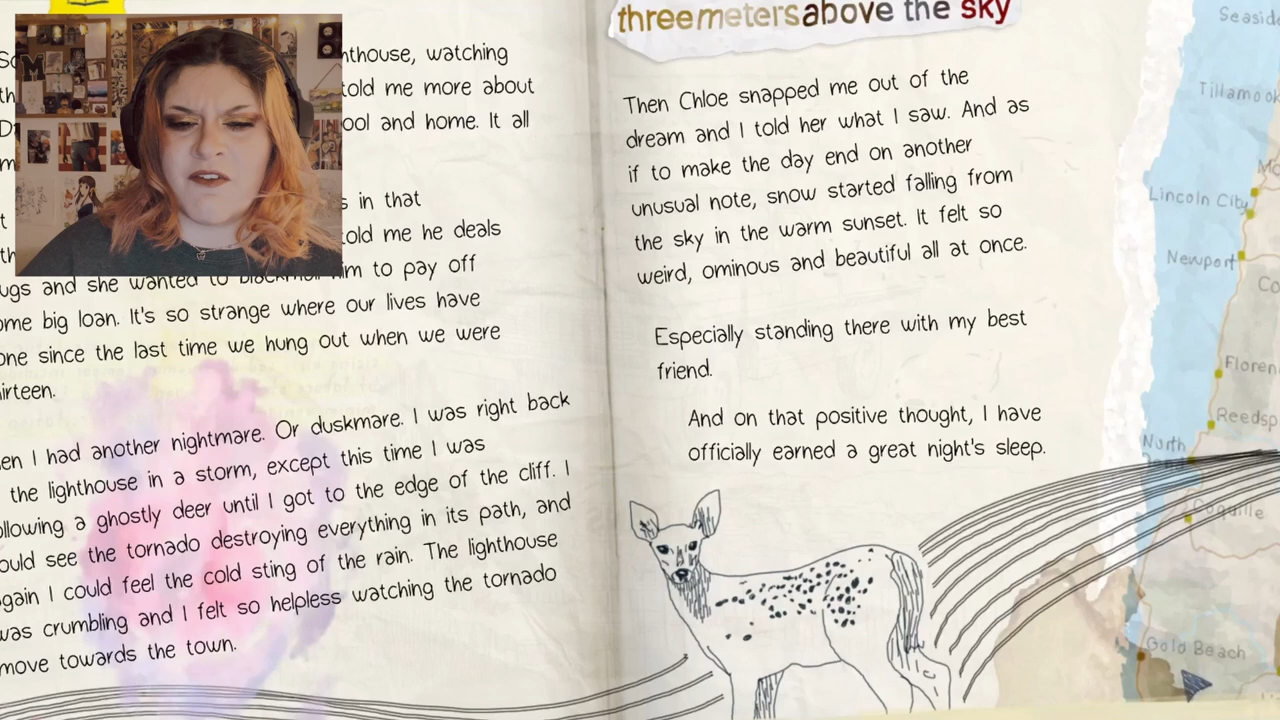 M
hthouse, watching
told me more about
ool and home. It all
s in that
told me he deals
ugs and she wanted to blackmail him to pay off
ome big loan. It's so strange where our lives have
one since the last time we hung out when we were
irteen.
en I had another nightmare. Or duskmare. I was right back
the lighthouse in a storm, except this time I was
ollowing a ghostly deer until I got to the edge of the cliff. I
ould see the tornado destroying everything in its path, and
gain I could feel the cold sting of the rain. The lighthouse
was crumbling and I felt so helpless watching the tornado
move towards the town.
three meters above the sky
Then Chloe snapped me out of the
dream and I told her what I saw. And as
if to make the day end on another
unusual note, snow started falling from
the sky in the warm sunset. It felt so
weird, ominous and beautiful all at once.
Especially standing there with my best
friend.
And on that positive thought, I have
officially earned a great night's sleep.
Seasid
Tillamook
Lincoln City
Newport
Co
Floren
Reedsp
North
Coquille
Gold Beach